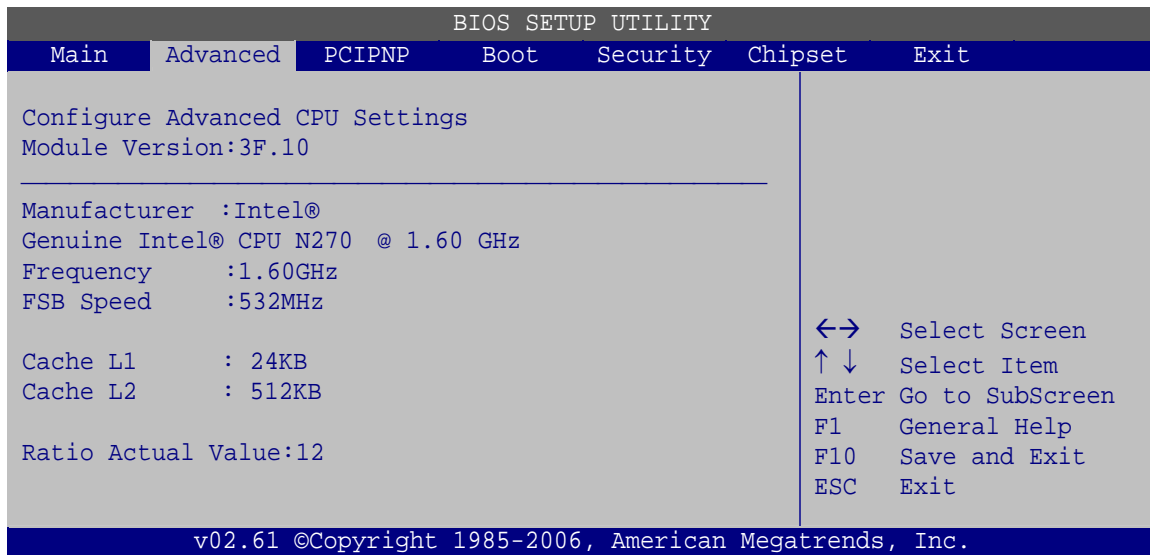 BIOS SETUP UTILITY
Main Advanced PCIPNP Boot Security Chipset Exit
Configure Advanced CPU Settings
Module Version:3F.10
Manufacturer :Intel®
Genuine Intel® CPU N270 @ 1.60 GHz
Frequency :1.60GHz
FSB Speed :532MHz
Cache L1 : 24KB
Cache L2 : 512KB
Ratio Actual Value:12
←→ Select Screen
↑ ↓ Select Item
Enter Go to SubScreen
F1 General Help
F10 Save and Exit
ESC Exit
v02.61 ©Copyright 1985-2006, American Megatrends, Inc.